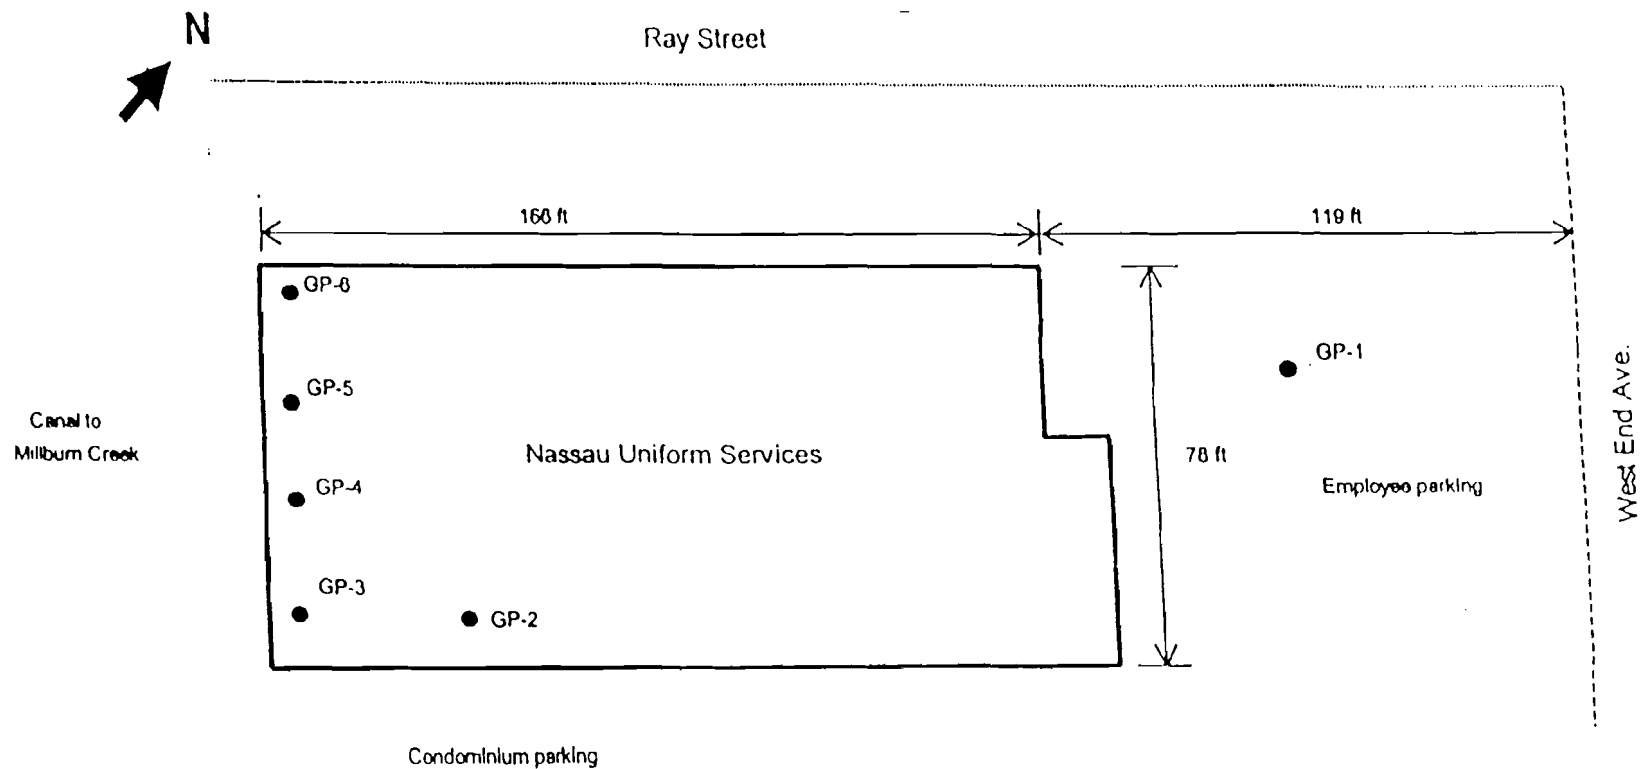 N
Ray Street
168 ft
119 ft
GP-6
GP-1
GP-5
Canal to
Millburn Creek
Nassau Uniform Services
78 ft
West End Ave.
GP-4
Employee parking
GP-3
GP-2
Condominium parking